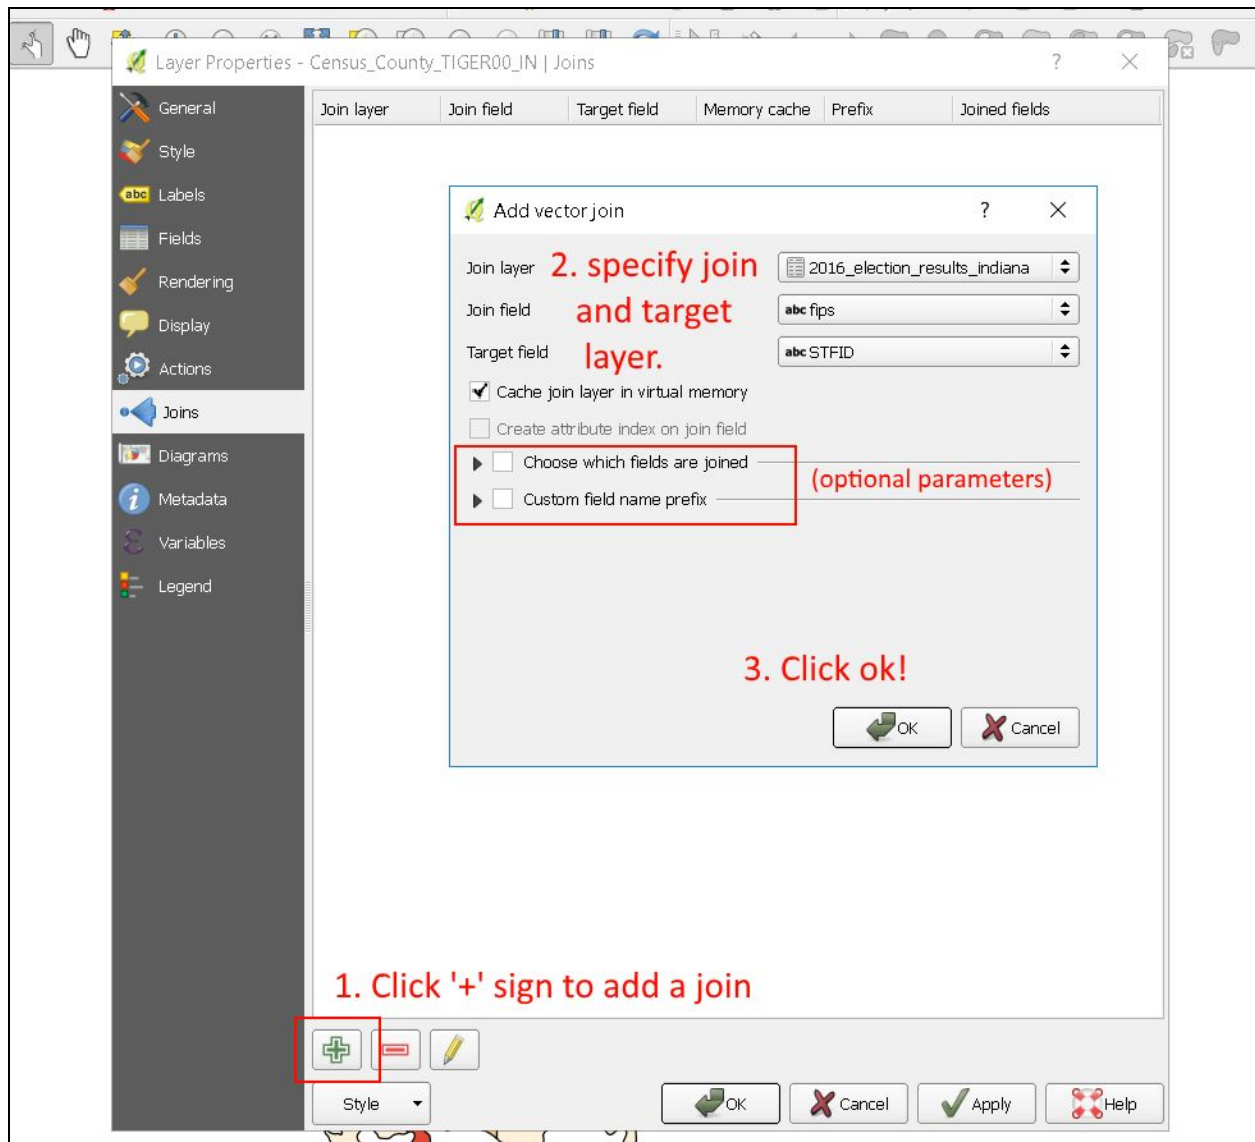 Layer Properties - Census_County_TIGER00_IN | Joins ?
General
Style
abc Labels
Fields
Rendering
Display
Actions
Joins
Diagrams
Metadata
Variables
Legend
Join layer Join field Target field Memory cache Prefix Joined fields
Add vector join ?
Join layer 2016_election_results_indiana
Join field abc fips
Target field abc STFID
2. specify join
and target
layer.
Cache join layer in virtual memory
Create attribute index on join field
Choose which fields are joined
Custom field name prefix
(optional parameters)
3. Click ok!
OK Cancel
1. Click '+' sign to add a join
Style OK Cancel Apply Help